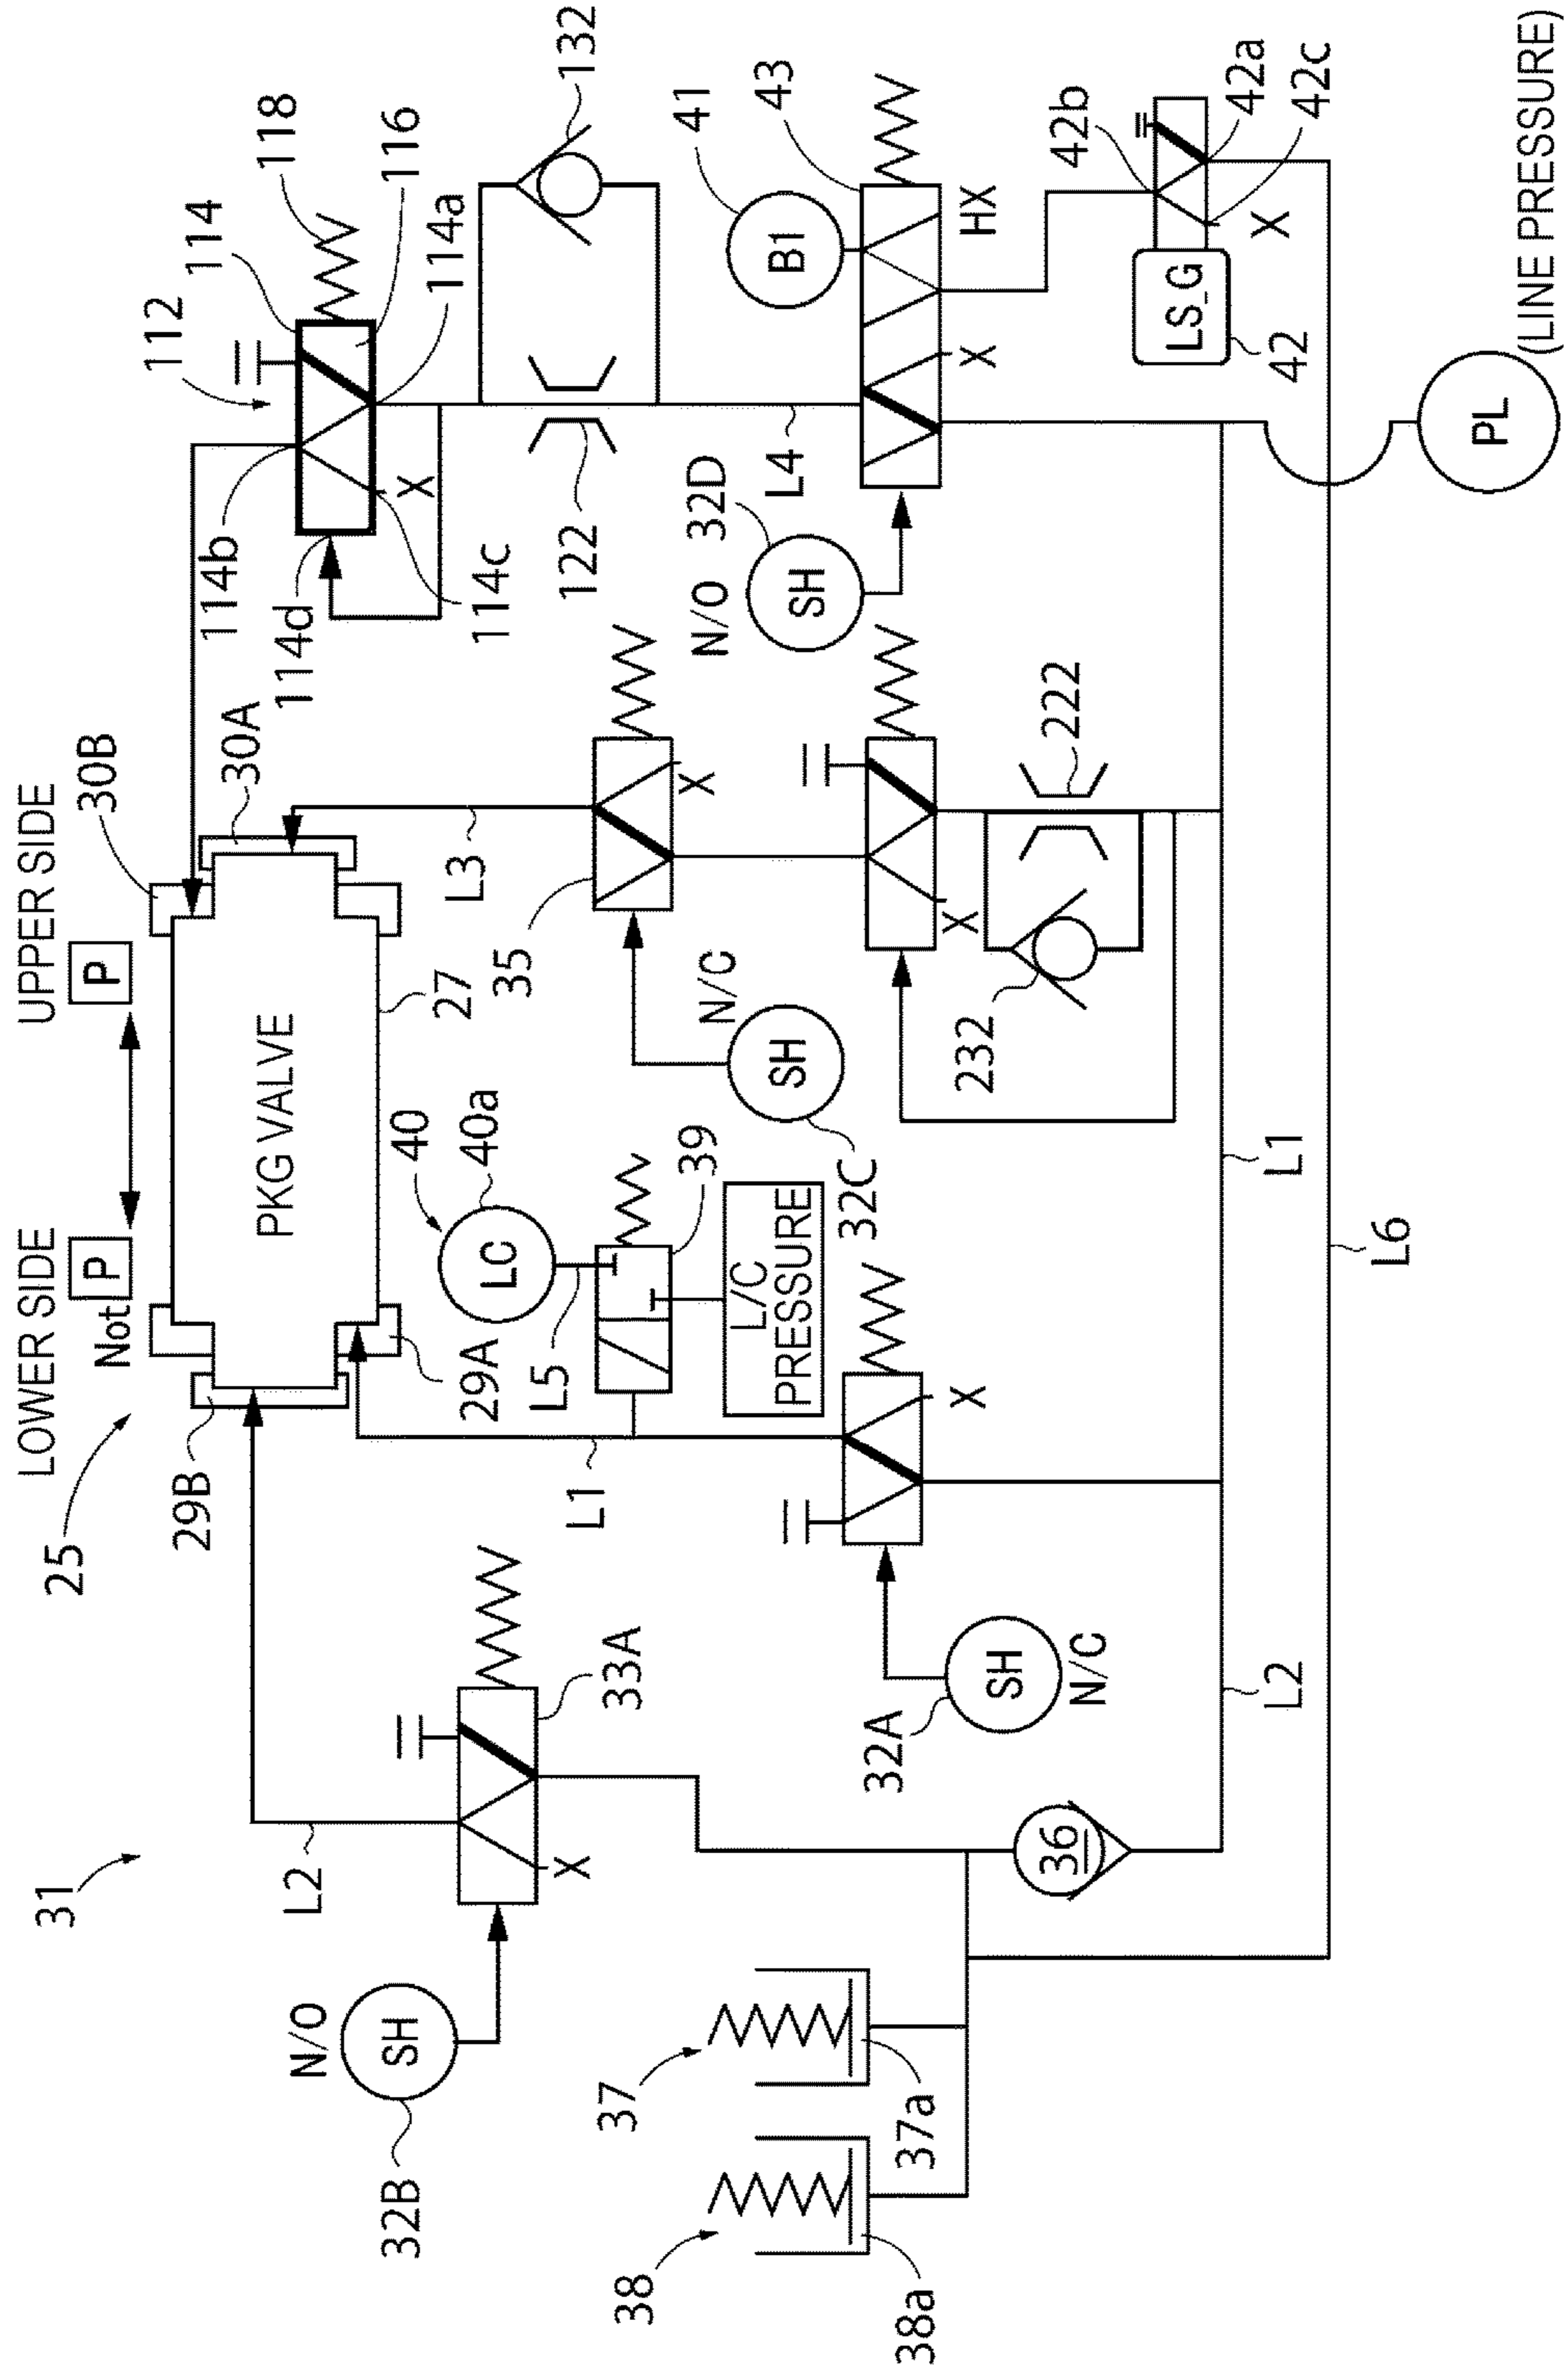 25
LOWER SIDE
Not P
P
UPPER SIDE
30B
30A
PKG VALVE
27
29B
29A
31
L2
N/O
SH
32B
33A
X
37
37a
38
38a
36
L2
L1
L6
32A
SH
N/C
X
L1
L5
40
LC
40a
39
L/C
PRESSURE
L3
35
X
N/C
SH
32C
X
232
222
112
114
118
116
114a
114b
114c
114d
X
122
132
L4
N/O
32D
SH
41
B1
43
HX
X
42b
42a
42c
X
LS_G
42
PL
(LINE PRESSURE)